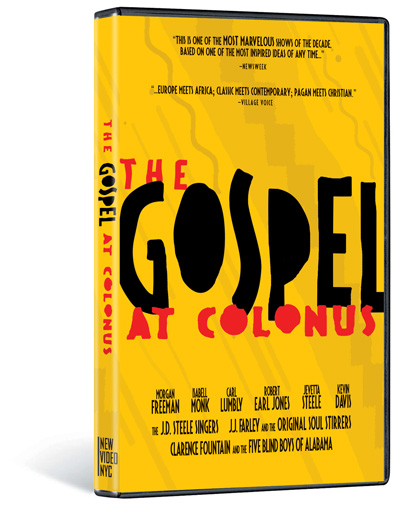 "THIS IS ONE OF THE MOST MARVELOUS SHOWS OF THE DECADE,
BASED ON ONE OF THE MOST INSPIRED IDEAS OF ANY TIME..."
–NEWSWEEK
"...EUROPE MEETS AFRICA; CLASSIC MEETS CONTEMPORARY; PAGAN MEETS CHRISTIAN."
–VILLAGE VOICE
THE
GOSPEL
AT COLONUS
MORGAN FREEMAN ISABELL MONK CARL LUMBLY ROBERT EARL JONES JEVETTA STEELE KEVIN DAVIS
THE J.D. STEELE SINGERS J.J. FARLEY AND THE ORIGINAL SOUL STIRRERS
CLARENCE FOUNTAIN AND THE FIVE BLIND BOYS OF ALABAMA
THE GOSPEL AT COLONUS
NEW
VIDEO
NYC